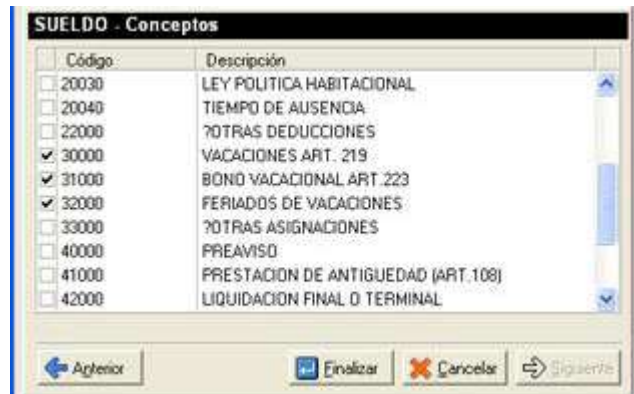 SUELDO - Conceptos
Código Descripción
20030 LEY POLITICA HABITACIONAL
20040 TIEMPO DE AUSENCIA
22000 ?OTRAS DEDUCCIONES
30000 VACACIONES ART. 219
31000 BONO VACACIONAL ART.223
32000 FERIADOS DE VACACIONES
33000 ?OTRAS ASIGNACIONES
40000 PREAVISO
41000 PRESTACION DE ANTIGUEDAD (ART.108)
42000 LIQUIDACION FINAL O TERMINAL
Anterior Finalizar Cancelar Siguiente